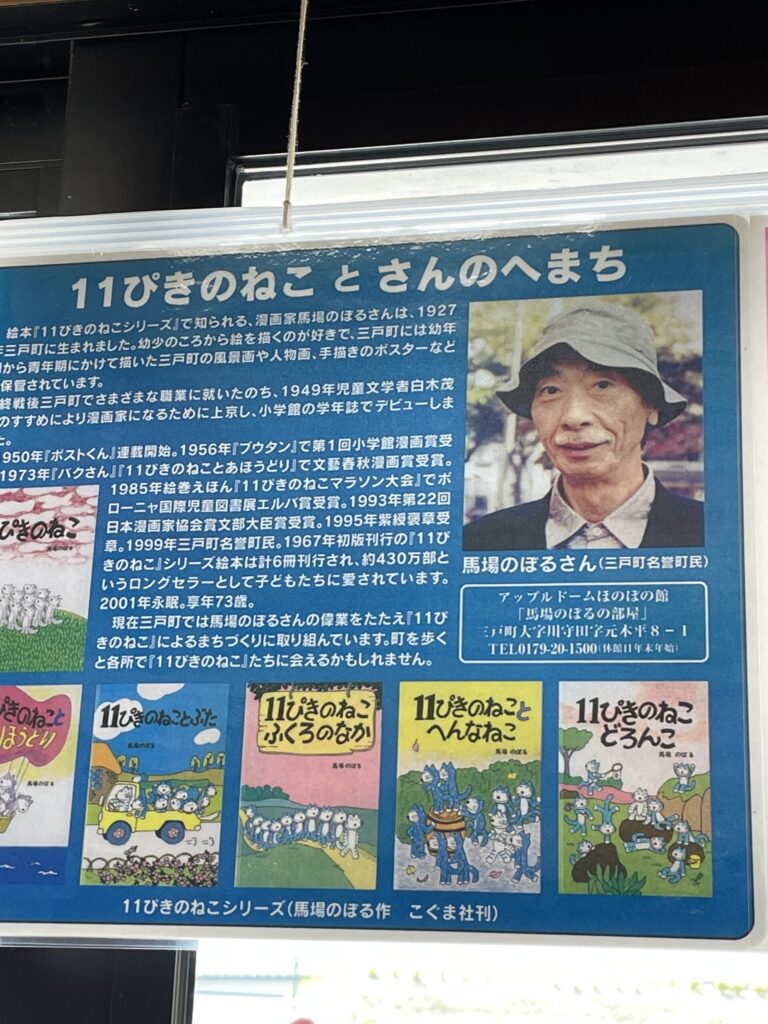 11ぴきのねこ と さんのへまち
絵本『11ぴきのねこシリーズ』で知られる、漫画家馬場のぼるさんは、1927
三戸町に生まれました。幼少のころから絵を描くのが好きで、三戸町には幼年
から青年期にかけて描いた三戸町の風景画や人物画、手描きのポスターなど
保管されています。
終戦後三戸町でさまざまな職業に就いたのち、1949年児童文学者白木茂
のすすめにより漫画家になるために上京し、小学館の学年誌でデビューしま
た。
1950年『ポストくん』連載開始。1956年『ブウタン』で第1回小学館漫画賞受
1973年『バクさん』『11ぴきのねことあほうどり』で文藝春秋漫画賞受賞。
1985年絵巻えほん『11ぴきのねこマラソン大会』でボ
ローニャ国際児童図書展エルバ賞受賞。1993年第22回
日本漫画家協会賞文部大臣賞受賞。1995年紫綬褒章受
章。1999年三戸町名誉町民。1967年初版刊行の『11ぴ
きのねこ』シリーズ絵本は計6冊刊行され、約430万部と
いうロングセラーとして子どもたちに愛されています。
2001年永眠。享年73歳。
現在三戸町では馬場のぼるさんの偉業をたたえ『11ぴ
きのねこ』によるまちづくりに取り組んでいます。町を歩く
と各所で『11ぴきのねこ』たちに会えるかもしれません。
馬場のぼるさん(三戸町名誉町民)
アップルドームほのぼの館
「馬場のぼるの部屋」
三戸町大字川守田字元木平8-1
TEL0179-20-1500(休館日年末年始)
ぴきのねこ
ぴきのねこと
ほうどり
馬場のぼる
11ぴきのねことぶた
馬場のぼる
11ぴきのねこ
ふくろのなか
馬場のぼる
11ぴきのねこと
へんなねこ
馬場のぼる
11ぴきのねこ
どろんこ
馬場のぼる
11ぴきのねこシリーズ(馬場のぼる作 こぐま社刊)